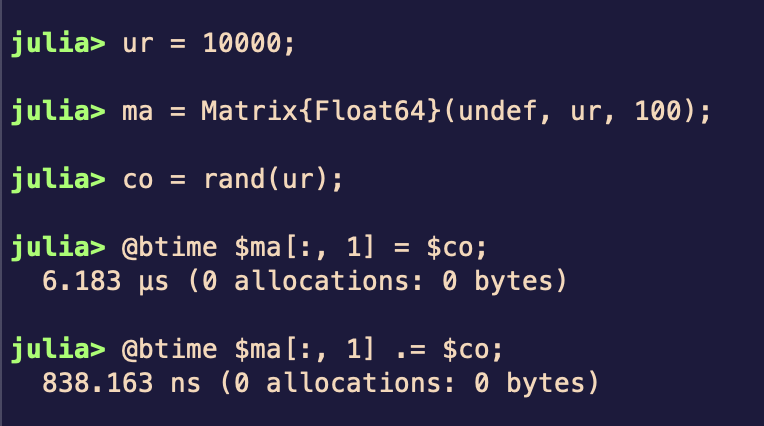 julia> ur = 10000;
julia> ma = Matrix{Float64}(undef, ur, 100);
julia> co = rand(ur);
julia> @btime $ma[:, 1] = $co;
6.183 μs (0 allocations: 0 bytes)
julia> @btime $ma[:, 1] .= $co;
838.163 ns (0 allocations: 0 bytes)